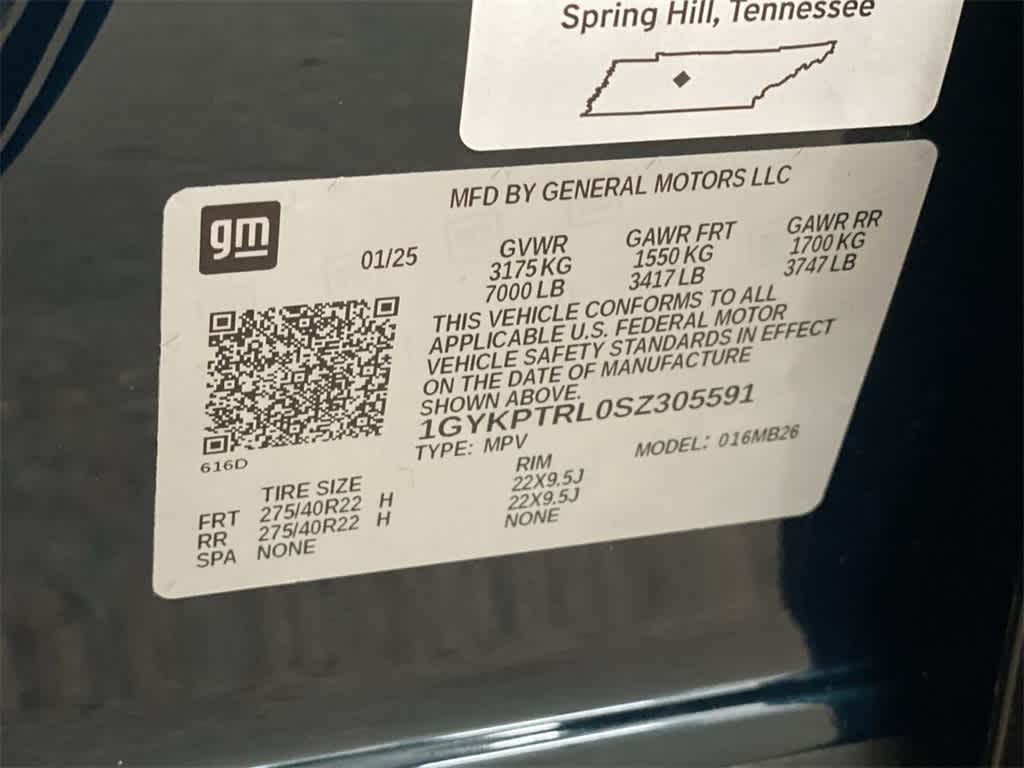 Spring Hill, Tennessee
gm
MFD BY GENERAL MOTORS LLC
01/25
GVWR
3175 KG
7000 LB
GAWR FRT
1550 KG
3417 LB
GAWR RR
1700 KG
3747 LB
THIS VEHICLE CONFORMS TO ALL
APPLICABLE U.S. FEDERAL MOTOR
VEHICLE SAFETY STANDARDS IN EFFECT
ON THE DATE OF MANUFACTURE
SHOWN ABOVE.
1GYKPTRL0SZ305591
TYPE: MPV MODEL: 016MB26
616D
TIRE SIZE RIM
FRT 275/40R22 H 22X9.5J
RR 275/40R22 H 22X9.5J
SPA NONE NONE